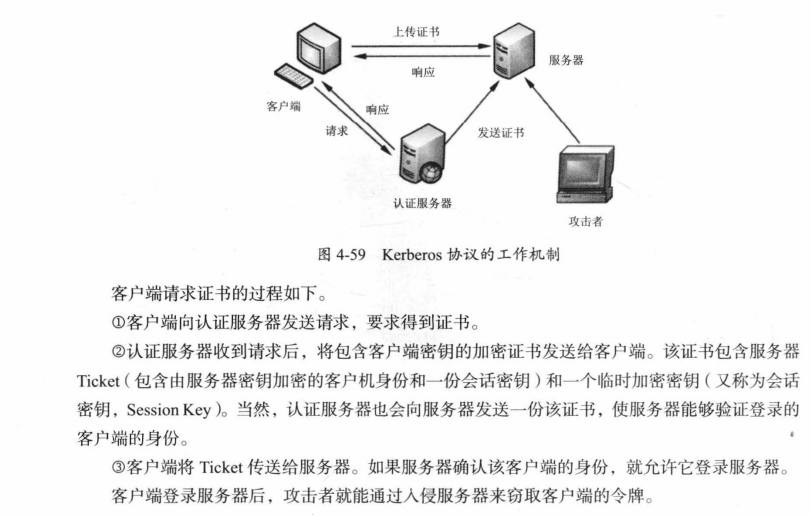 上传证书
响应
服务器
客户端
响应
请求
发送证书
认证服务器
攻击者
图 4-59 Kerberos 协议的工作机制
客户端请求证书的过程如下。
①客户端向认证服务器发送请求，要求得到证书。
②认证服务器收到请求后，将包含客户端密钥的加密证书发送给客户端。该证书包含服务器
Ticket（包含由服务器密钥加密的客户机身份和一份会话密钥）和一个临时加密密钥（又称为会话
密钥，Session Key）。当然，认证服务器也会向服务器发送一份该证书，使服务器能够验证登录的
客户端的身份。
③客户端将 Ticket 传送给服务器。如果服务器确认该客户端的身份，就允许它登录服务器。
客户端登录服务器后，攻击者就能通过入侵服务器来窃取客户端的令牌。